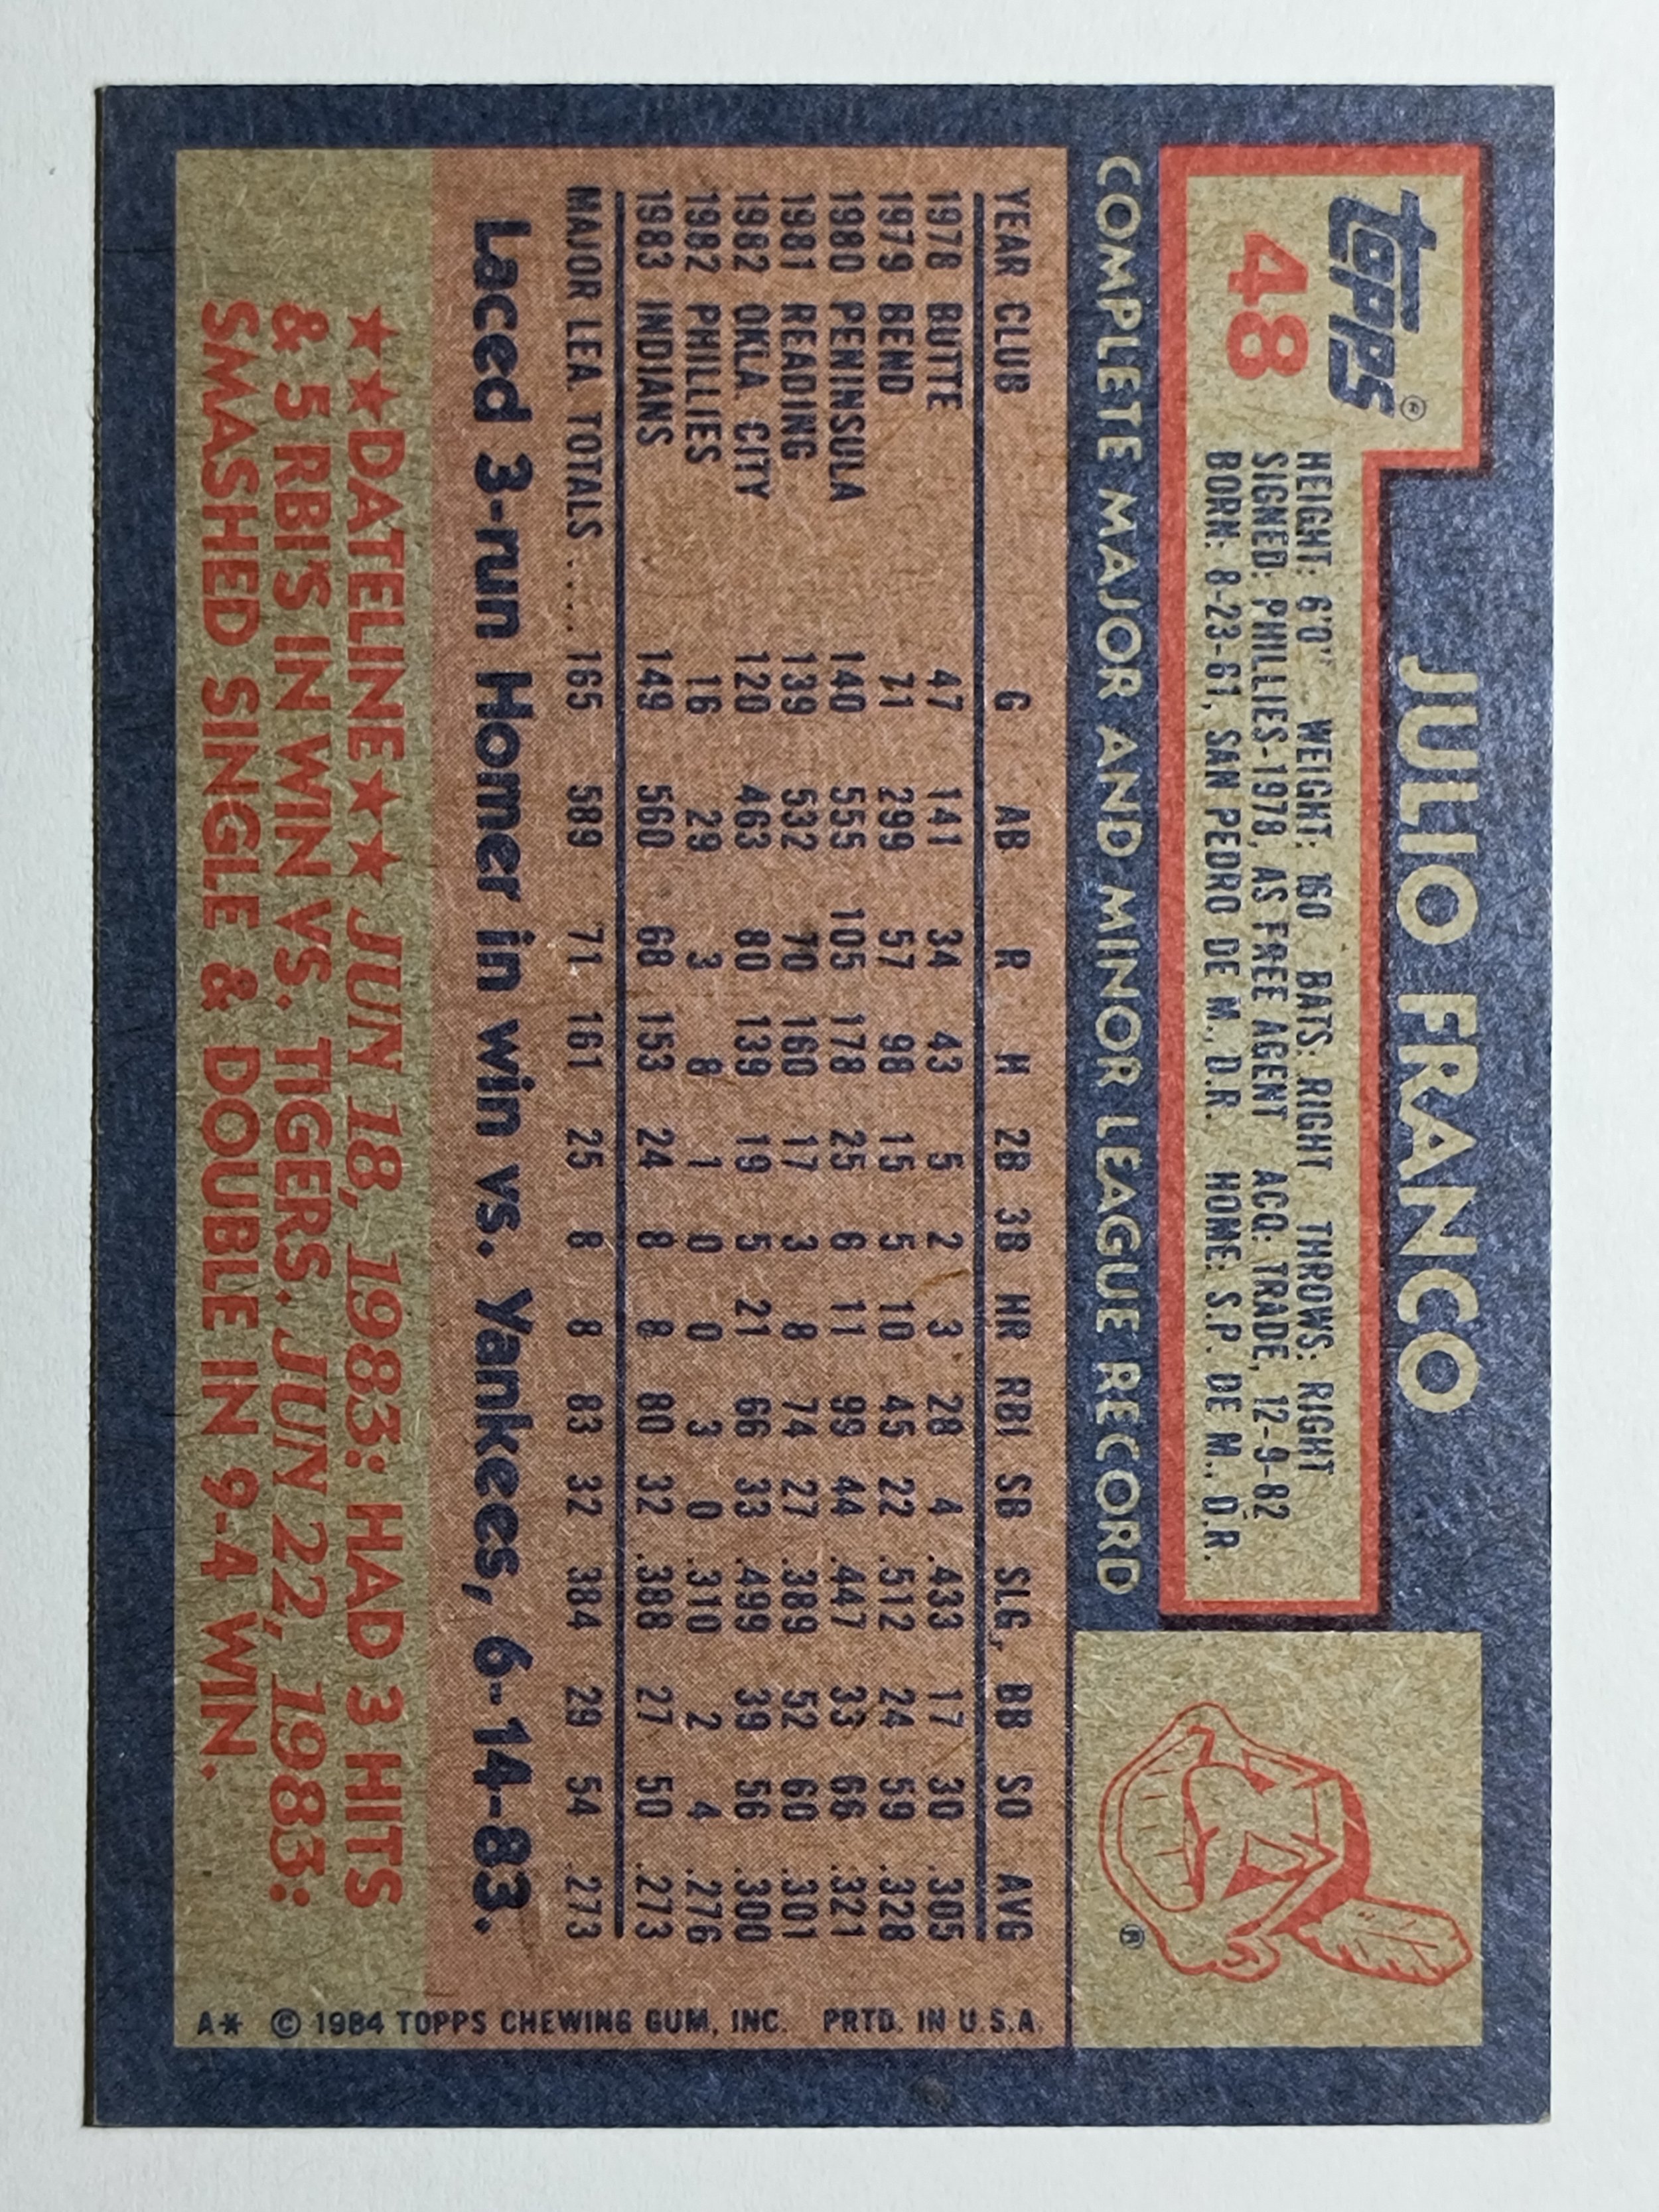 JULIO FRANCO
topps®
48
HEIGHT: 6'0" WEIGHT: 160 BATS: RIGHT THROWS: RIGHT
SIGNED: PHILLIES-1978, AS FREE AGENT ACQ: TRADE, 12-9-82
BORN: 8-23-61, SAN PEDRO DE M., D.R. HOME: S.P. DE M., D.R.
®
COMPLETE MAJOR AND MINOR LEAGUE RECORD
YEAR CLUB G AB R H 2B 3B HR RBI SB SLG. BB SO AVG
1978 BUTTE 47 141 34 43 5 2 3 28 4 .433 17 30 .305
1979 BEND 71 299 57 98 15 5 10 45 22 .512 24 59 .328
1980 PENINSULA 140 555 105 178 25 6 11 99 44 .447 33 66 .321
1981 READING 139 532 70 160 17 3 8 74 27 .389 52 60 .301
1982 OKLA. CITY 120 463 80 139 19 5 21 66 33 .499 39 56 .300
1982 PHILLIES 16 29 3 8 1 0 0 3 0 .310 2 4 .276
1983 INDIANS 149 560 68 153 24 8 8 80 32 .388 27 50 .273
MAJOR LEA. TOTALS..... 165 589 71 161 25 8 8 83 32 .384 29 54 .273
Laced 3-run Homer in win vs. Yankees, 6-14-83.
★★DATELINE★★ JUN 18, 1983: HAD 3 HITS
& 5 RBI'S IN WIN VS. TIGERS. JUN 22, 1983:
SMASHED SINGLE & DOUBLE IN 9-4 WIN.
A* © 1984 TOPPS CHEWING GUM, INC. PRTD. IN U.S.A.